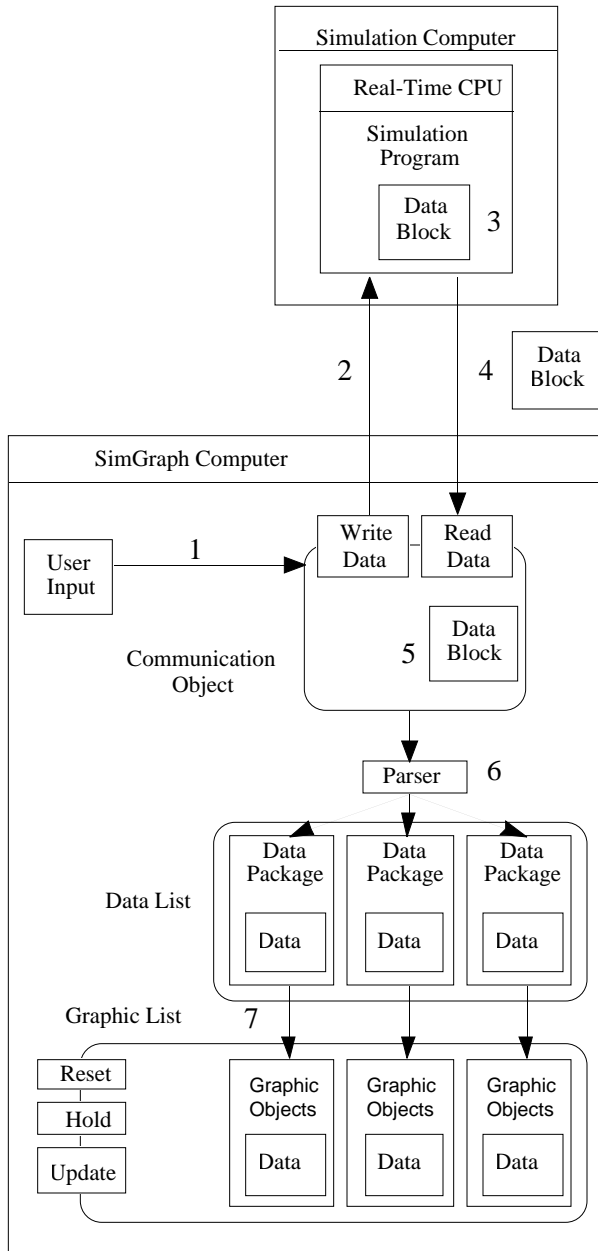 Simulation Computer
Real-Time CPU
Simulation
Program
Data
Block
3
2
4
Data
Block
SimGraph Computer
User
Input
1
Write
Data
Read
Data
Communication
Object
5
Data
Block
Parser
6
Data List
Data
Package
Data
Data
Package
Data
Data
Package
Data
Graphic List
7
Reset
Hold
Update
Graphic
Objects
Data
Graphic
Objects
Data
Graphic
Objects
Data